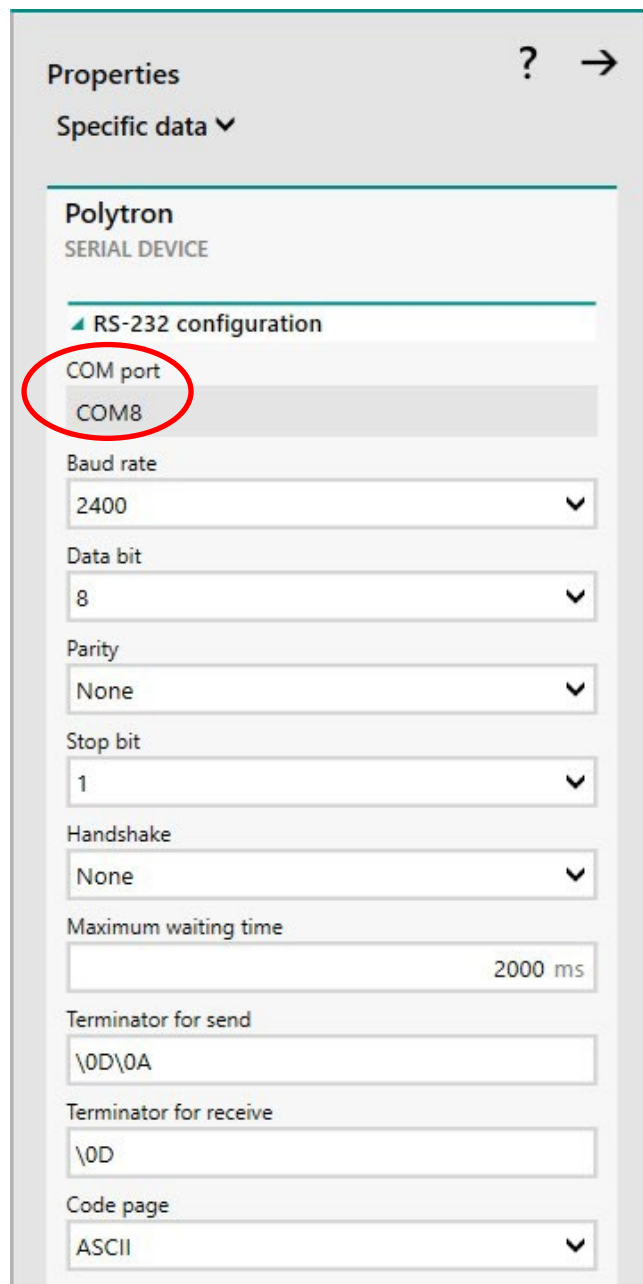 Properties ? →
Specific data
Polytron
SERIAL DEVICE
RS-232 configuration
COM port
COM8
Baud rate
2400
Data bit
8
Parity
None
Stop bit
1
Handshake
None
Maximum waiting time
2000 ms
Terminator for send
\0D\0A
Terminator for receive
\0D
Code page
ASCII